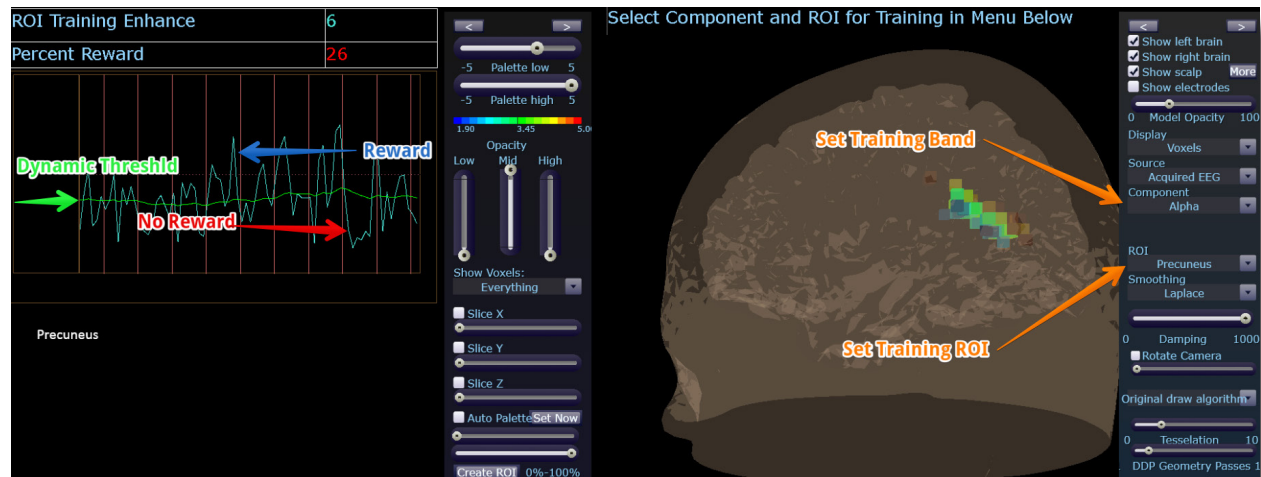 ROI Training Enhance 6
Percent Reward 26
Dynamic Threshld
Reward
No Reward
Precuneus
< >
-5 Palette low 5
-5 Palette high 5
1.90 3.45 5.00
Opacity
Low Mid High
Show Voxels:
Everything
Slice X
Slice Y
Slice Z
Auto Palette Set Now
Create ROI 0%-100%
Select Component and ROI for Training in Menu Below
Set Training Band
Set Training ROI
< >
Show left brain
Show right brain
Show scalp More
Show electrodes
0 Model Opacity 100
Display
Voxels
Source
Acquired EEG
Component
Alpha
ROI
Precuneus
Smoothing
Laplace
0 Damping 1000
Rotate Camera
Original draw algorithm
0 Tesselation 10
DDP Geometry Passes 1